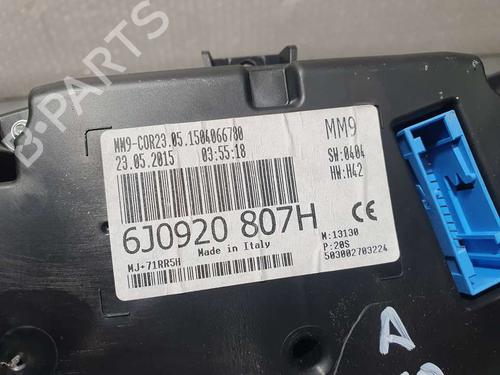 MM9-COR23.05.1504066780
23.05.2015 03:55:18
MM9
SW:0404
HW:H42
6J0920 807H
Made in Italy
CE
MJ+71RR5H
M:13130
P:20S
503002703224
A
B